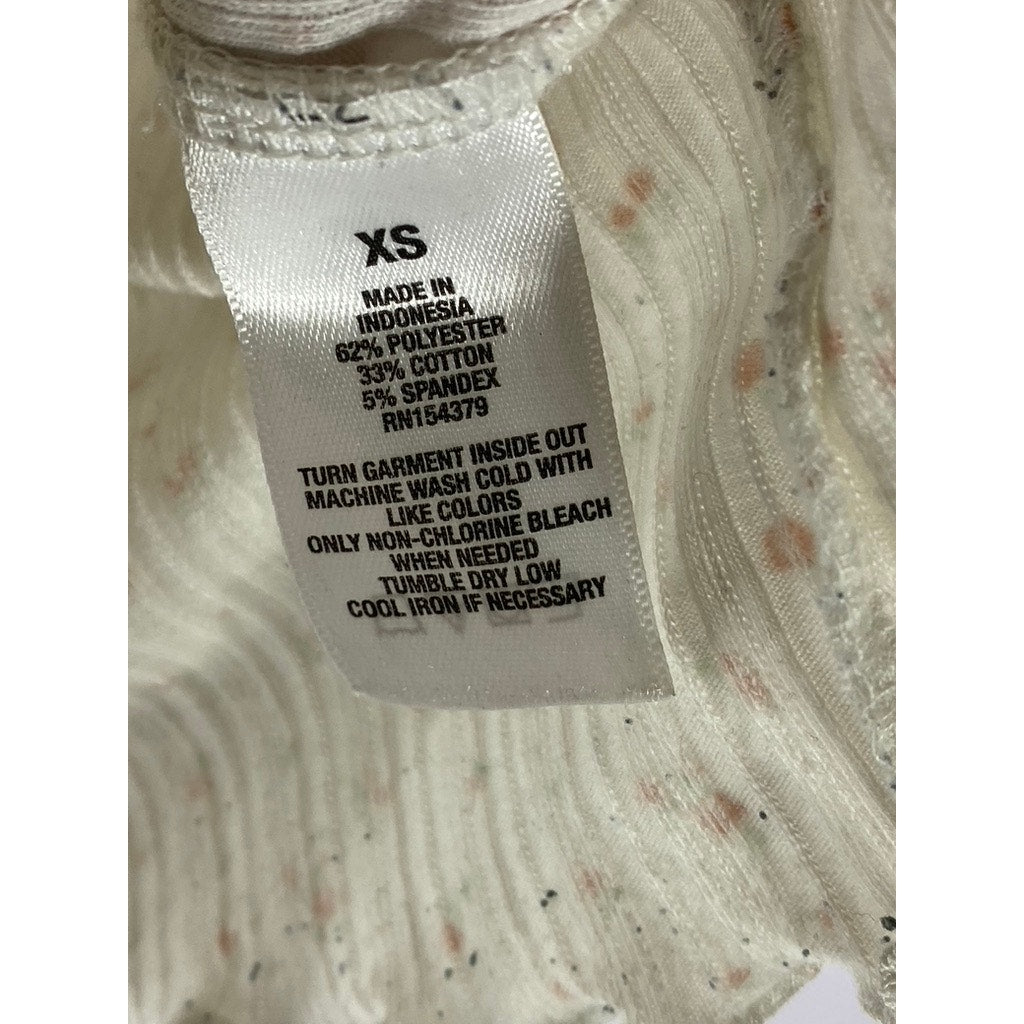 XS
MADE IN
INDONESIA
62% POLYESTER
33% COTTON
5% SPANDEX
RN154379
TURN GARMENT INSIDE OUT
MACHINE WASH COLD WITH
LIKE COLORS
ONLY NON-CHLORINE BLEACH
WHEN NEEDED
TUMBLE DRY LOW
COOL IRON IF NECESSARY